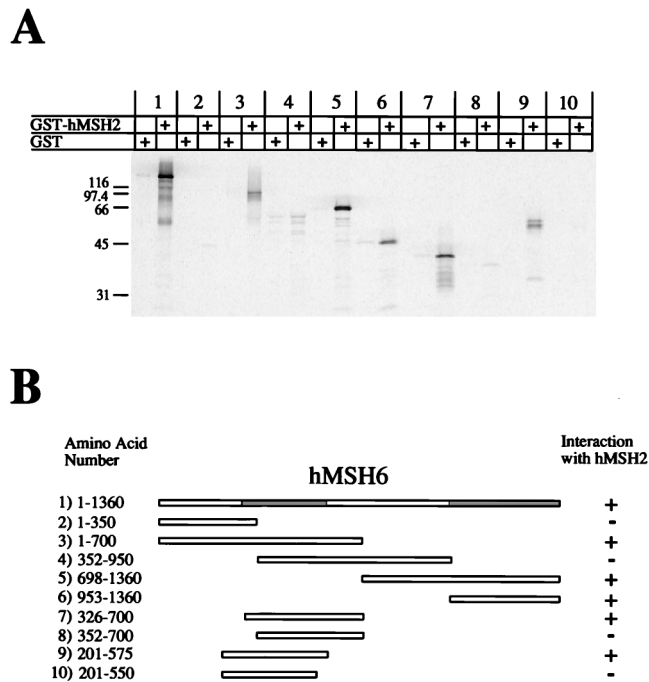 A
1 2 3 4 5 6 7 8 9 10
GST-hMSH2 + + + + + + + + + +
GST + + + + + + + + + +
116
97.4
66
45
31
B
Amino Acid Number
Interaction with hMSH2
hMSH6
1) 1-1360 +
2) 1-350 -
3) 1-700 +
4) 352-950 -
5) 698-1360 +
6) 953-1360 +
7) 326-700 +
8) 352-700 -
9) 201-575 +
10) 201-550 -